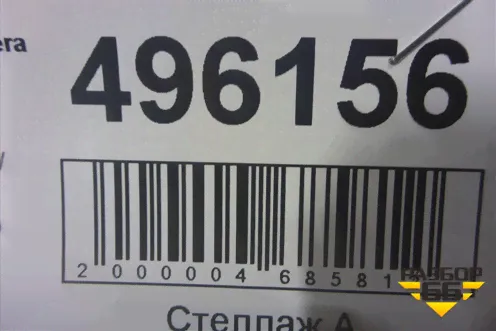 era
496156
2 000004 68581
Стеллаж А
РАЗБОР
66